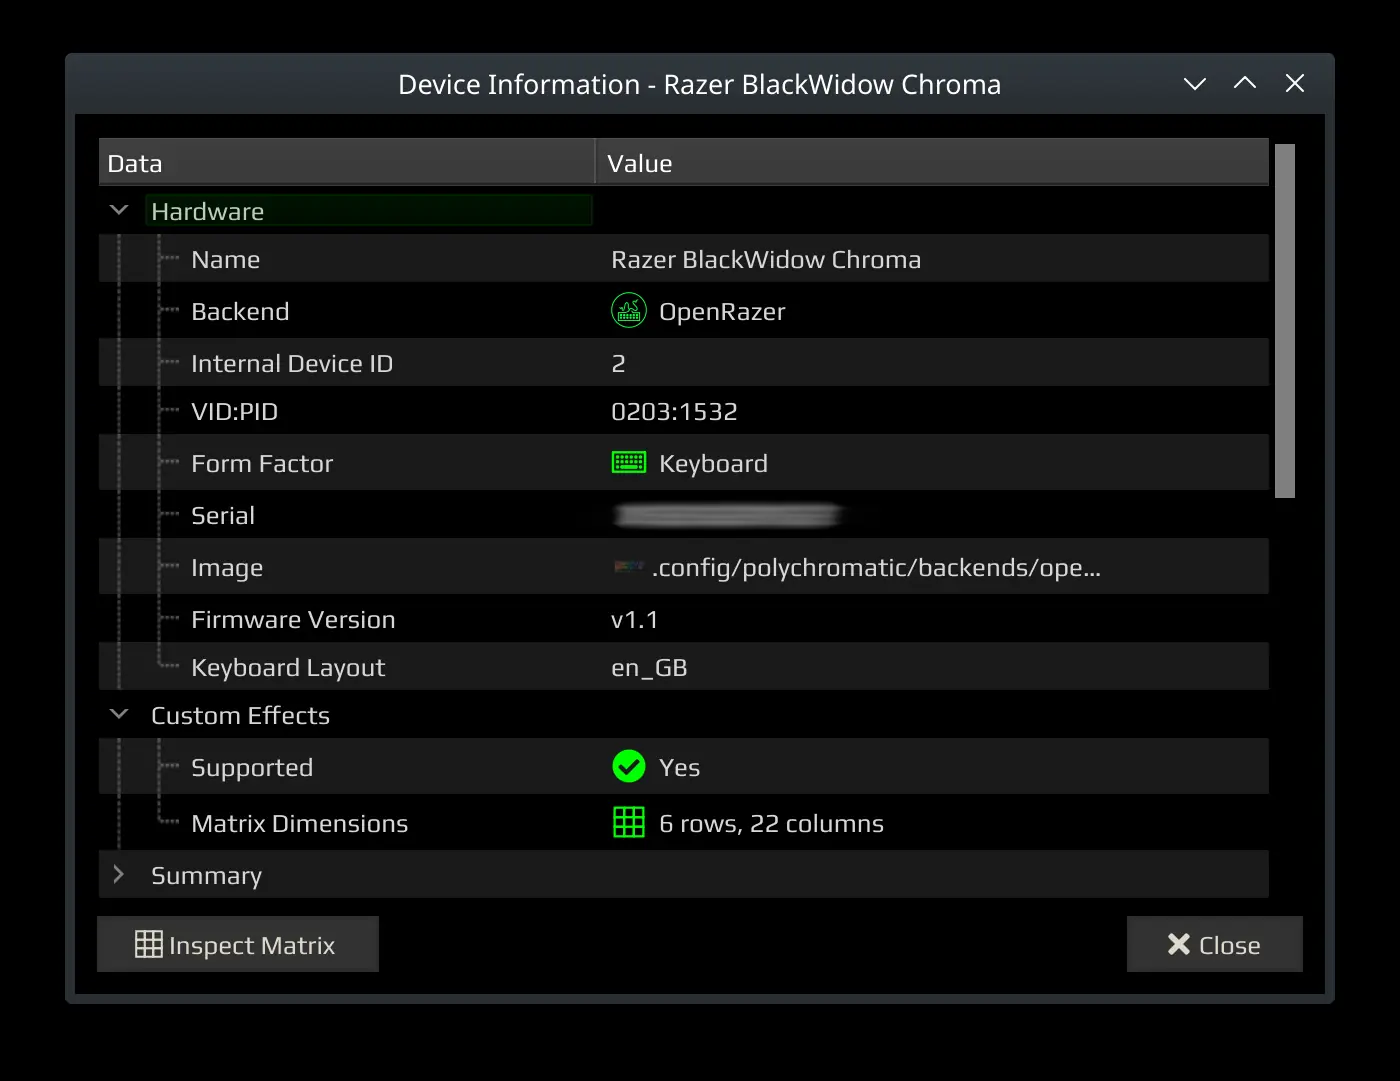 Device Information - Razer BlackWidow Chroma
Data Value
Hardware
Name Razer BlackWidow Chroma
Backend OpenRazer
Internal Device ID 2
VID:PID 0203:1532
Form Factor Keyboard
Serial
Image .config/polychromatic/backends/ope...
Firmware Version v1.1
Keyboard Layout en_GB
Custom Effects
Supported Yes
Matrix Dimensions 6 rows, 22 columns
Summary
Inspect Matrix Close